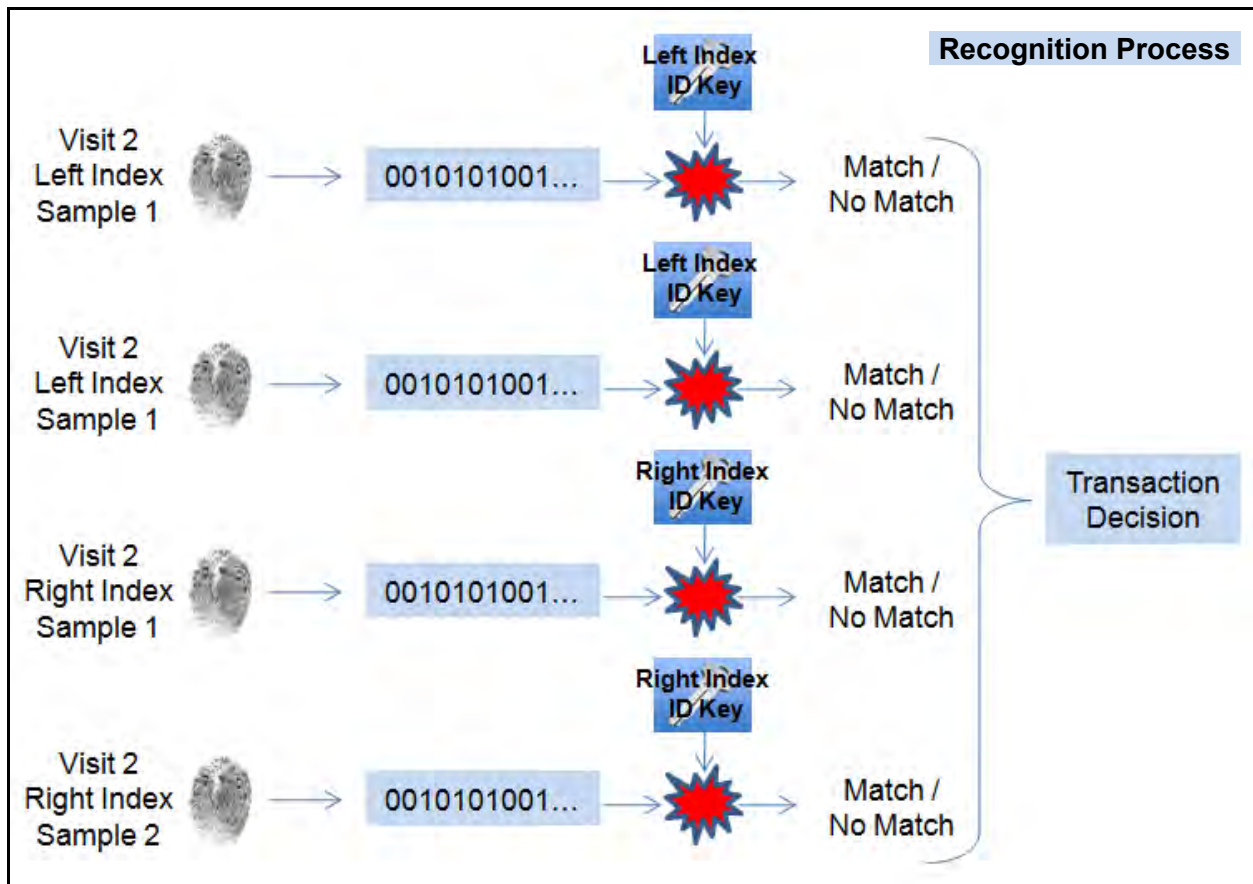 Recognition Process
Left Index
ID Key
Visit 2
Left Index
Sample 1
0010101001...
Match /
No Match
Left Index
ID Key
Visit 2
Left Index
Sample 1
0010101001...
Match /
No Match
Right Index
ID Key
Visit 2
Right Index
Sample 1
0010101001...
Match /
No Match
Transaction
Decision
Right Index
ID Key
Visit 2
Right Index
Sample 2
0010101001...
Match /
No Match